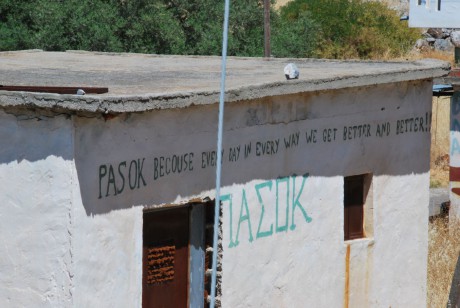 PASOK BECOUSE EVERY DAY IN EVERY WAY WE GET BETTER AND BETTER!!
ΠΑΣΟΚ